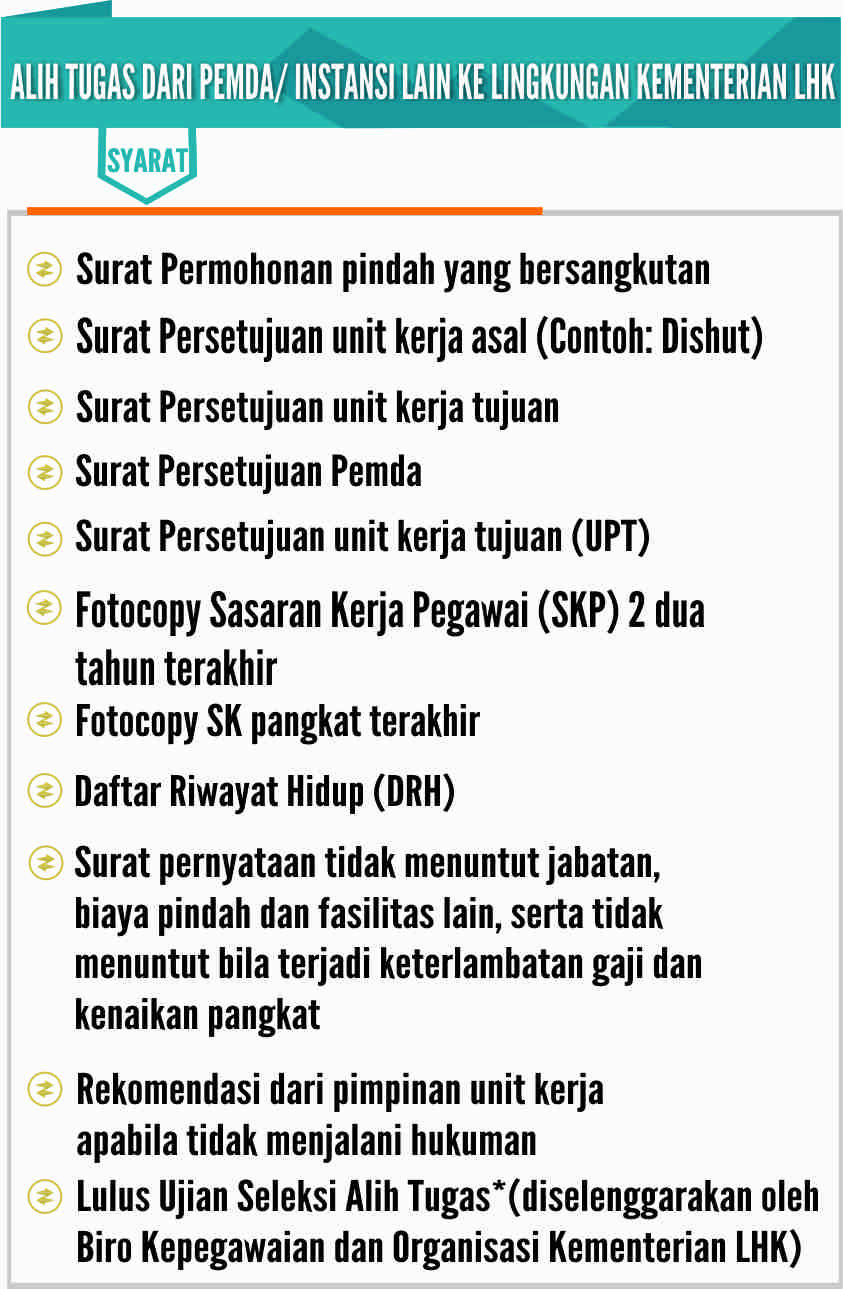 ALIH TUGAS DARI PEMDA/ INSTANSI LAIN KE LINGKUNGAN KEMENTERIAN LHK
SYARAT
Surat Permohonan pindah yang bersangkutan
Surat Persetujuan unit kerja asal (Contoh: Dishut)
Surat Persetujuan unit kerja tujuan
Surat Persetujuan Pemda
Surat Persetujuan unit kerja tujuan (UPT)
Fotocopy Sasaran Kerja Pegawai (SKP) 2 dua
tahun terakhir
Fotocopy SK pangkat terakhir
Daftar Riwayat Hidup (DRH)
Surat pernyataan tidak menuntut jabatan,
biaya pindah dan fasilitas lain, serta tidak
menuntut bila terjadi keterlambatan gaji dan
kenaikan pangkat
Rekomendasi dari pimpinan unit kerja
apabila tidak menjalani hukuman
Lulus Ujian Seleksi Alih Tugas*(diselenggarakan oleh
Biro Kepegawaian dan Organisasi Kementerian LHK)